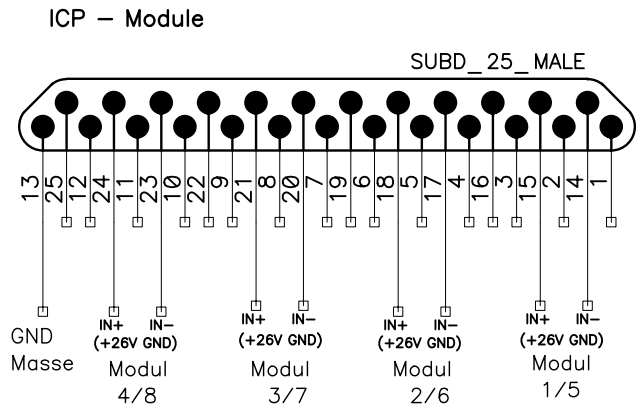 ICP – Module
SUBD_25_MALE
13 25 12 24 11 23 10 22 9 21 8 20 7 19 6 18 5 17 4 16 3 15 2 14 1
IN+ IN– IN+ IN– IN+ IN– IN+ IN–
(+26V GND) (+26V GND) (+26V GND) (+26V GND)
GND
Masse
Modul
4/8
Modul
3/7
Modul
2/6
Modul
1/5